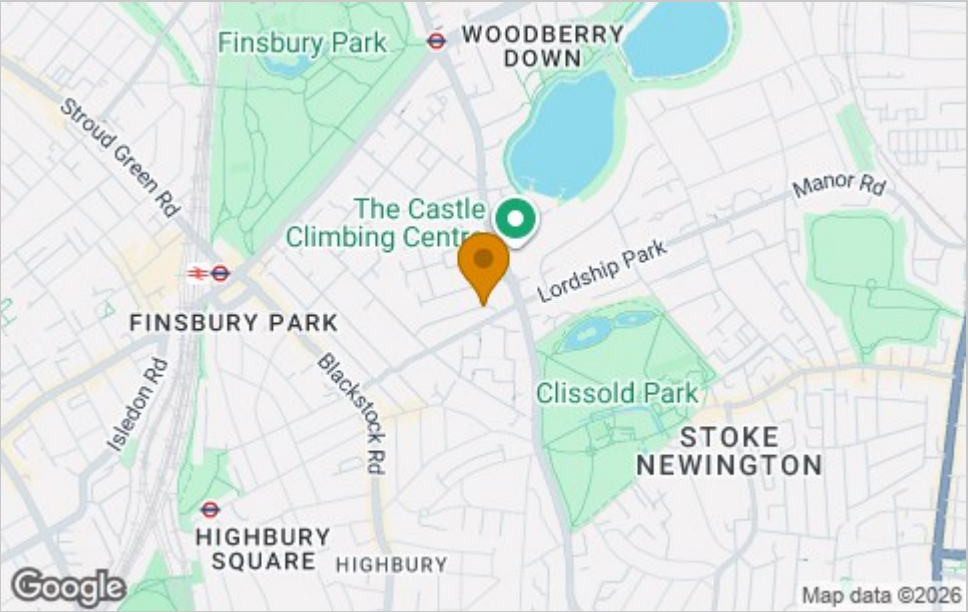 Finsbury Park
WOODBERRY
DOWN
Stroud Green Rd
Manor Rd
The Castle
Climbing Centre
Lordship Park
FINSBURY PARK
Isledon Rd
Blackstock Rd
Clissold Park
STOKE
NEWINGTON
HIGHBURY
SQUARE
HIGHBURY
Google
Map data ©2026